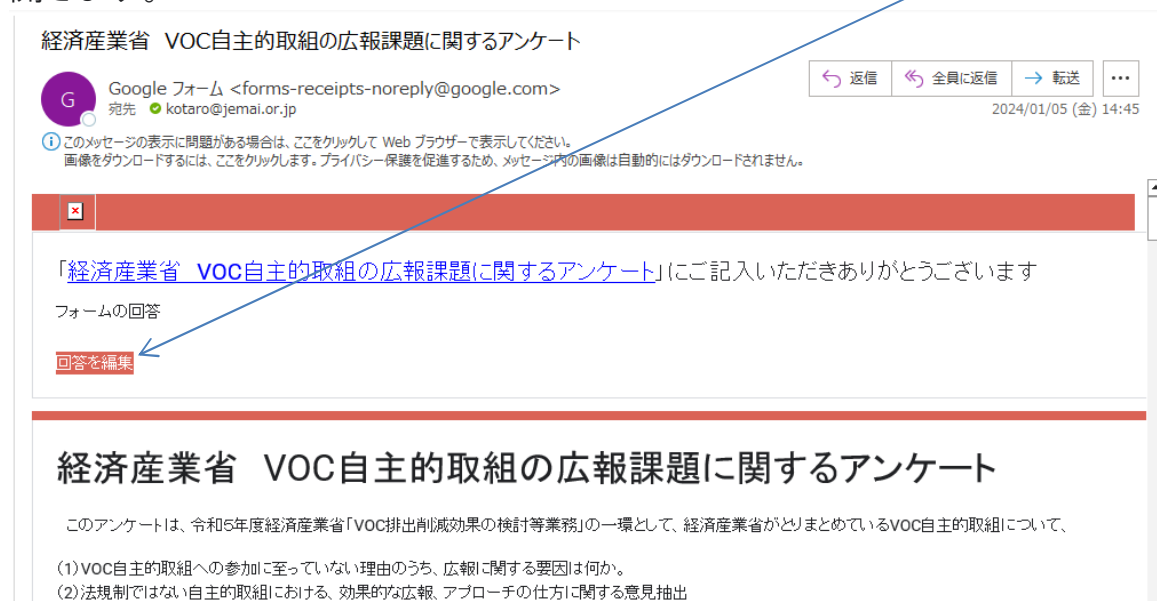 経済産業省　VOC自主的取組の広報課題に関するアンケート
G
Google フォーム <forms-receipts-noreply@google.com>
宛先 kotaro@jemai.or.jp
返信 全員に返信 転送 …
2024/01/05 (金) 14:45
このメッセージの表示に問題がある場合は、ここをクリックして Web ブラウザーで表示してください。
画像をダウンロードするには、ここをクリックします。プライバシー保護を促進するため、メッセージ内の画像は自動的にはダウンロードされません。
「経済産業省　VOC自主的取組の広報課題に関するアンケート」にご記入いただきありがとうございます
フォームの回答
回答を編集
経済産業省　VOC自主的取組の広報課題に関するアンケート
このアンケートは、令和5年度経済産業省「VOC排出削減効果の検討等業務」の一環として、経済産業省がとりまとめているVOC自主的取組について、
(1)VOC自主的取組への参加に至っていない理由のうち、広報に関する要因は何か。
(2)法規制ではない自主的取組における、効果的な広報、アプローチの仕方に関する意見抽出